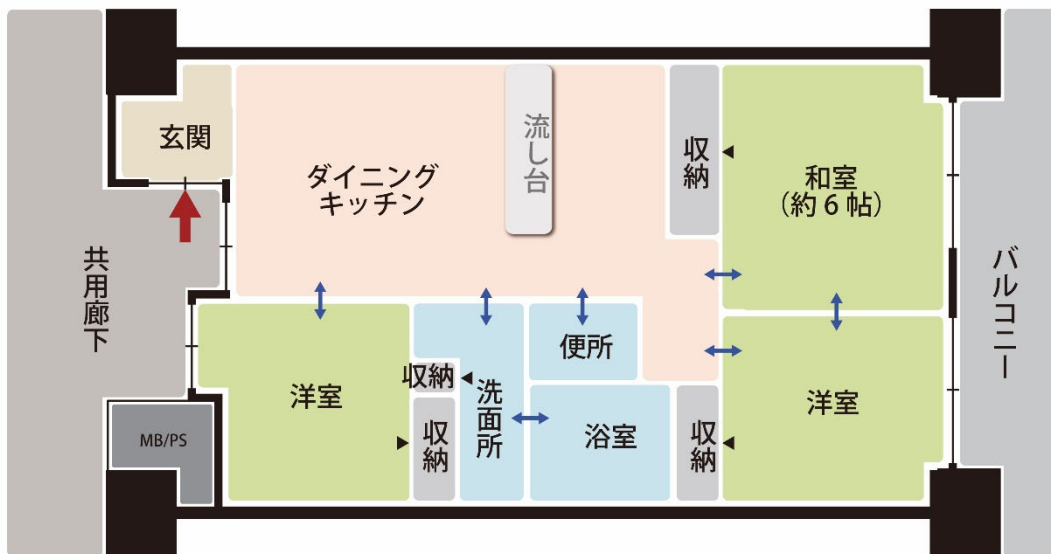 玄関
ダイニング
キッチン
流し台
収納
和室
(約6帖)
共用廊下
バルコニー
洋室
収納
収納
洗面所
便所
浴室
収納
洋室
MB/PS